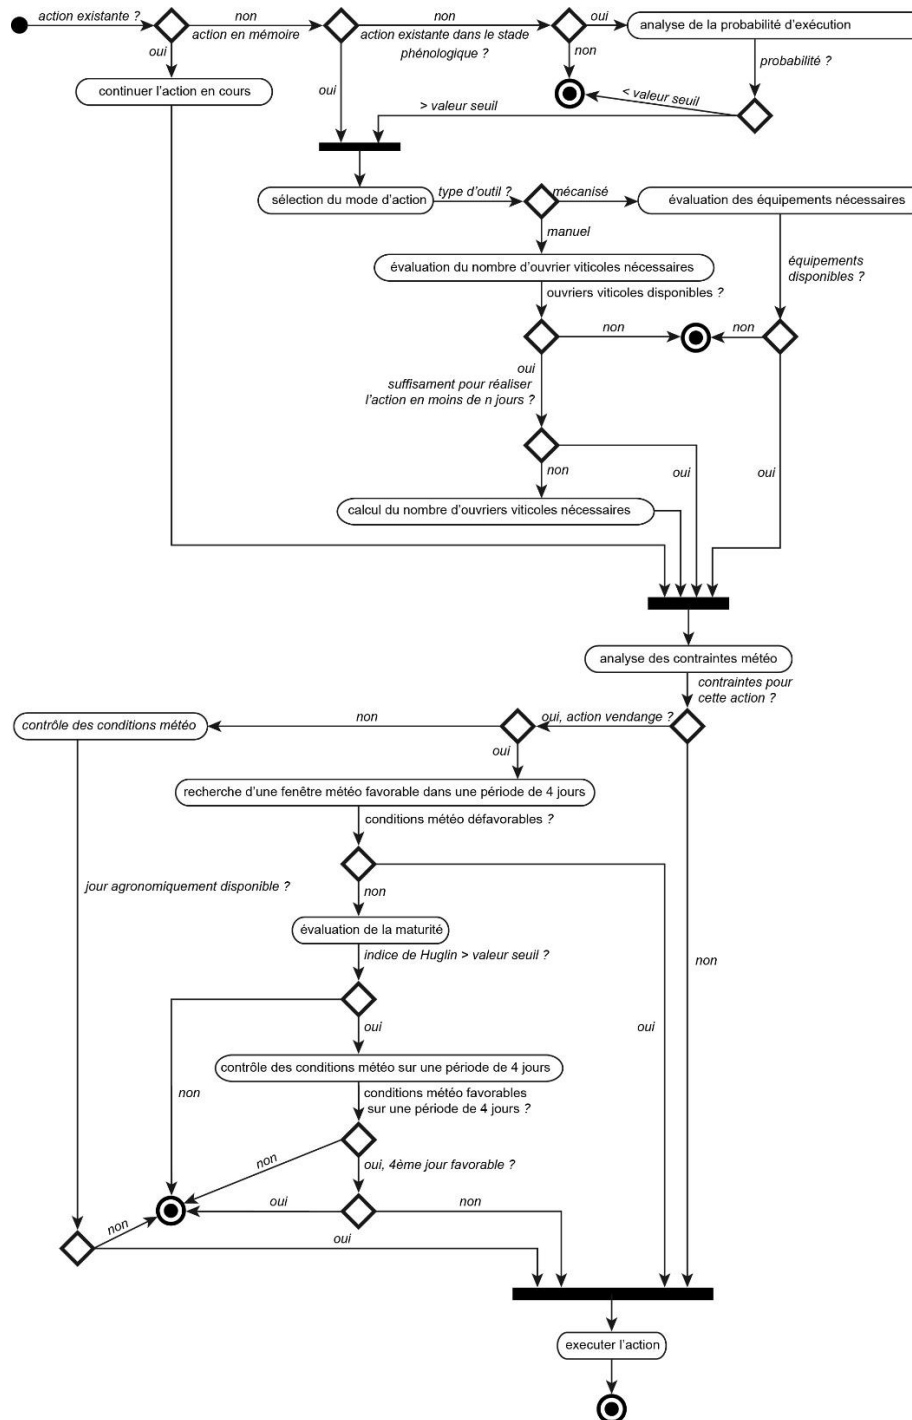 action existante ?
non
action en mémoire
non
action existante dans le stade
phénologique ?
oui
analyse de la probabilité d'exécution
oui
continuer l'action en cours
oui
non
probabilité ?
> valeur seuil
< valeur seuil
sélection du mode d'action
type d'outil ?
mécanisé
évaluation des équipements nécessaires
manuel
évaluation du nombre d'ouvrier viticoles nécessaires
équipements
disponibles ?
ouvriers viticoles disponibles ?
non
non
oui
suffisament pour réaliser
l'action en moins de n jours ?
non
oui
oui
calcul du nombre d'ouvriers viticoles nécessaires
analyse des contraintes météo
contraintes pour
cette action ?
contrôle des conditions météo
non
oui, action vendange ?
oui
recherche d'une fenêtre météo favorable dans une période de 4 jours
conditions météo défavorables ?
jour agronomiquement disponible ?
non
évaluation de la maturité
indice de Huglin > valeur seuil ?
non
oui
oui
contrôle des conditions météo sur une période de 4 jours
non
conditions météo favorables
sur une période de 4 jours ?
non
oui, 4ème jour favorable ?
oui
non
non
oui
executer l'action